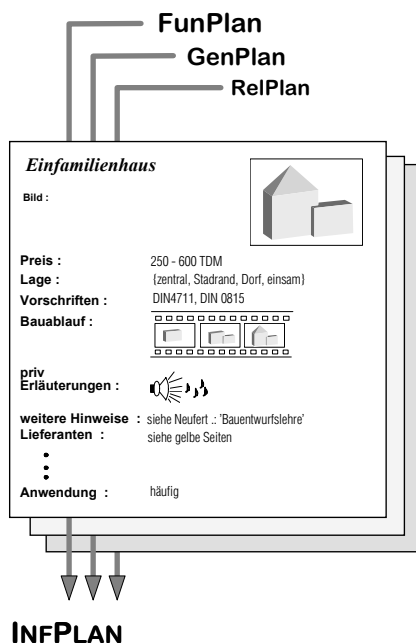 FunPlan
GenPlan
RelPlan
Einfamilienhaus
Bild :
Preis : 250 - 600 TDM
Lage : {zentral, Stadrand, Dorf, einsam}
Vorschriften : DIN4711, DIN 0815
Bauablauf :
priv
Erläuterungen :
weitere Hinweise : siehe Neufert .: 'Bauentwurfslehre'
Lieferanten : siehe gelbe Seiten
Anwendung : häufig
INFPLAN